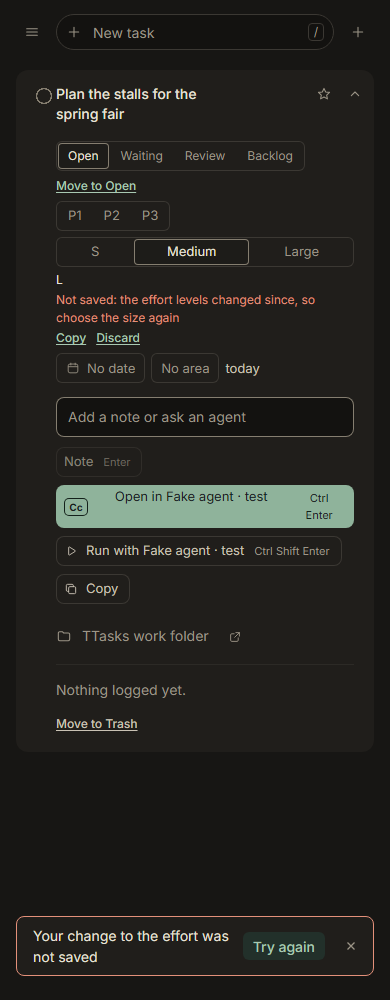 New task /
Plan the stalls for the
spring fair
Open Waiting Review Backlog
Move to Open
P1 P2 P3
S Medium Large
L
Not saved: the effort levels changed since, so
choose the size again
Copy Discard
No date No area today
Add a note or ask an agent
Note Enter
Cc Open in Fake agent · test Ctrl
Enter
Run with Fake agent · test Ctrl Shift Enter
Copy
TTasks work folder
Nothing logged yet.
Move to Trash
Your change to the effort was
not saved
Try again